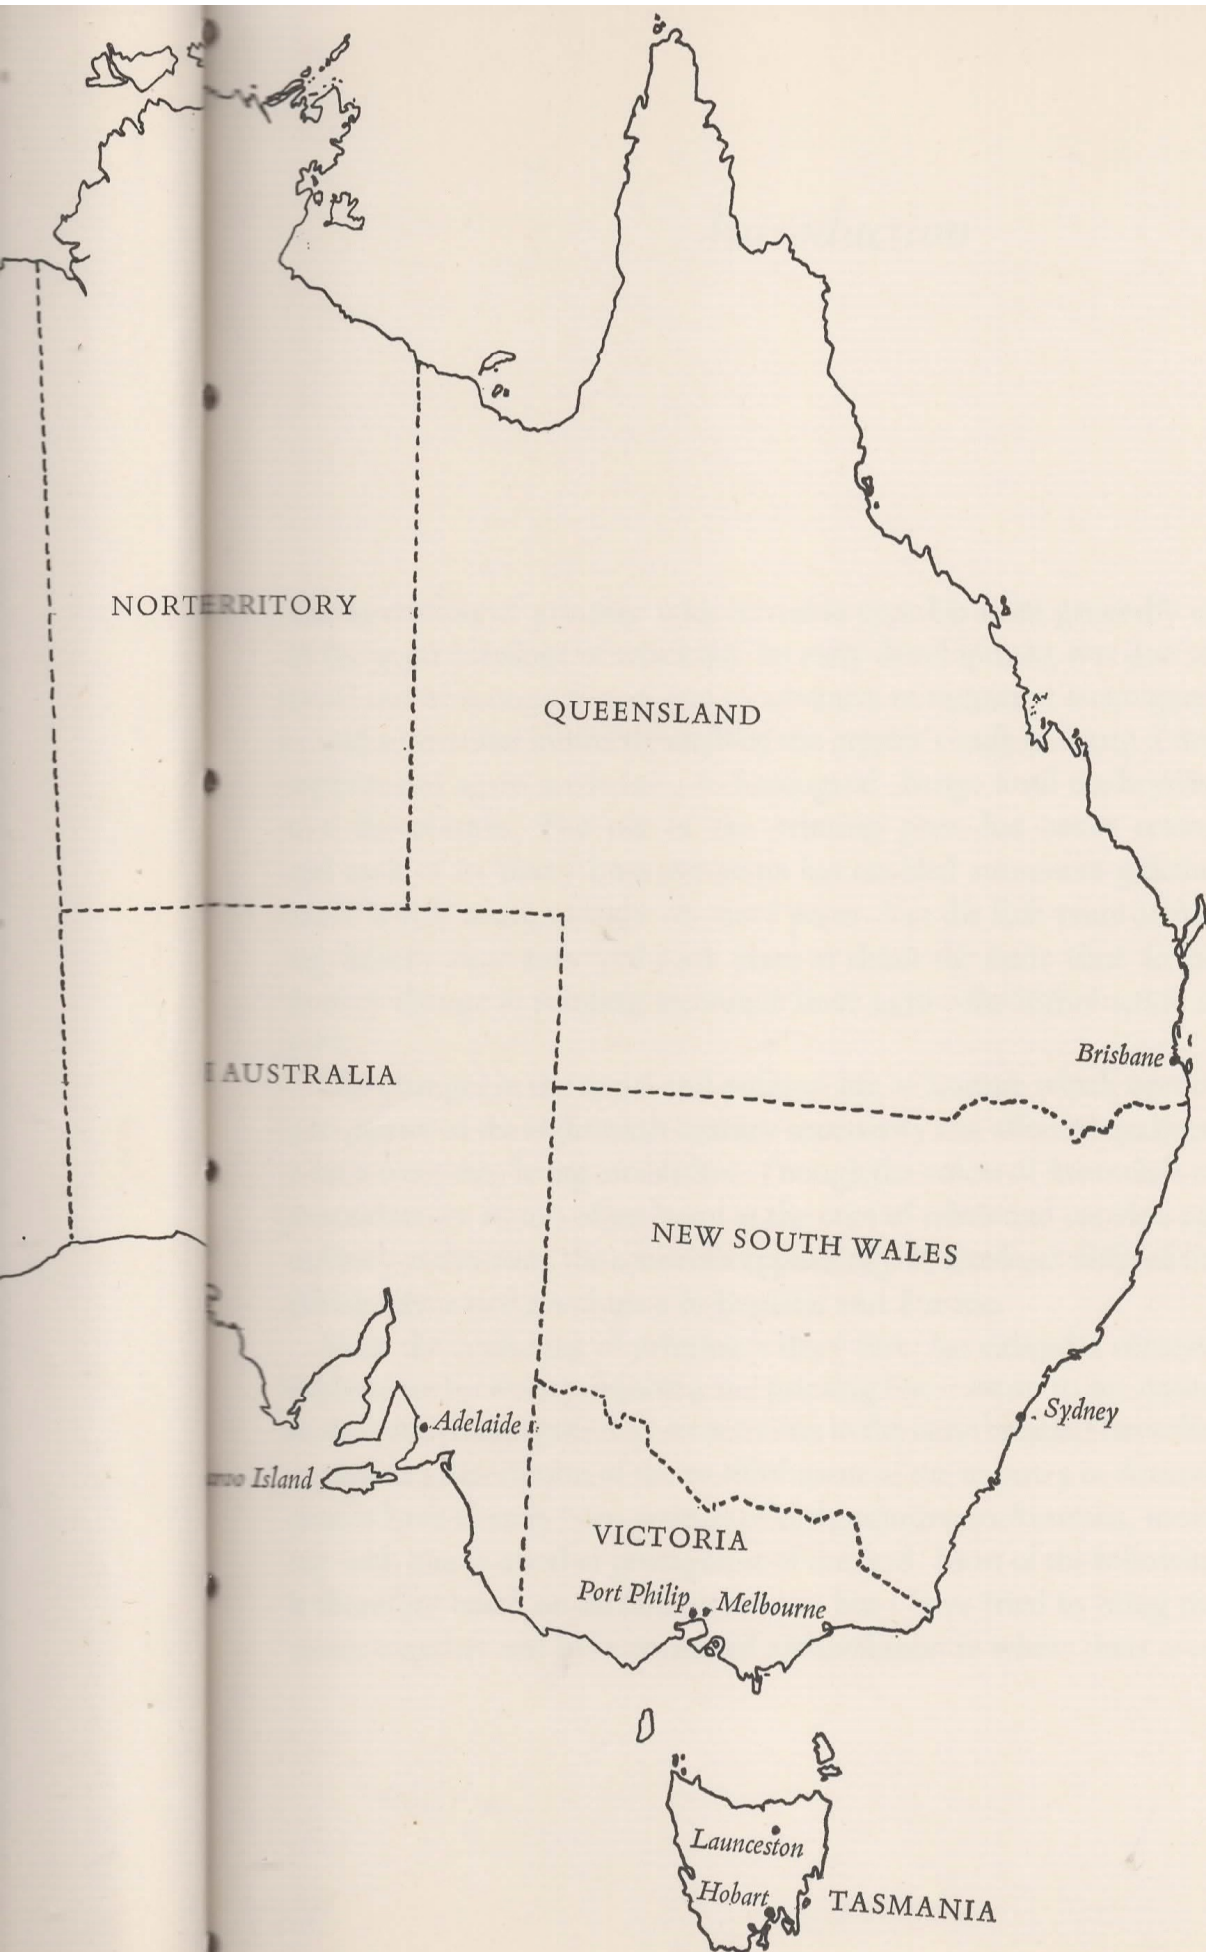 NORTERRITORY
QUEENSLAND
AUSTRALIA
Brisbane
NEW SOUTH WALES
Sydney
Adelaide
Island
VICTORIA
Port Philip
Melbourne
Launceston
Hobart
TASMANIA